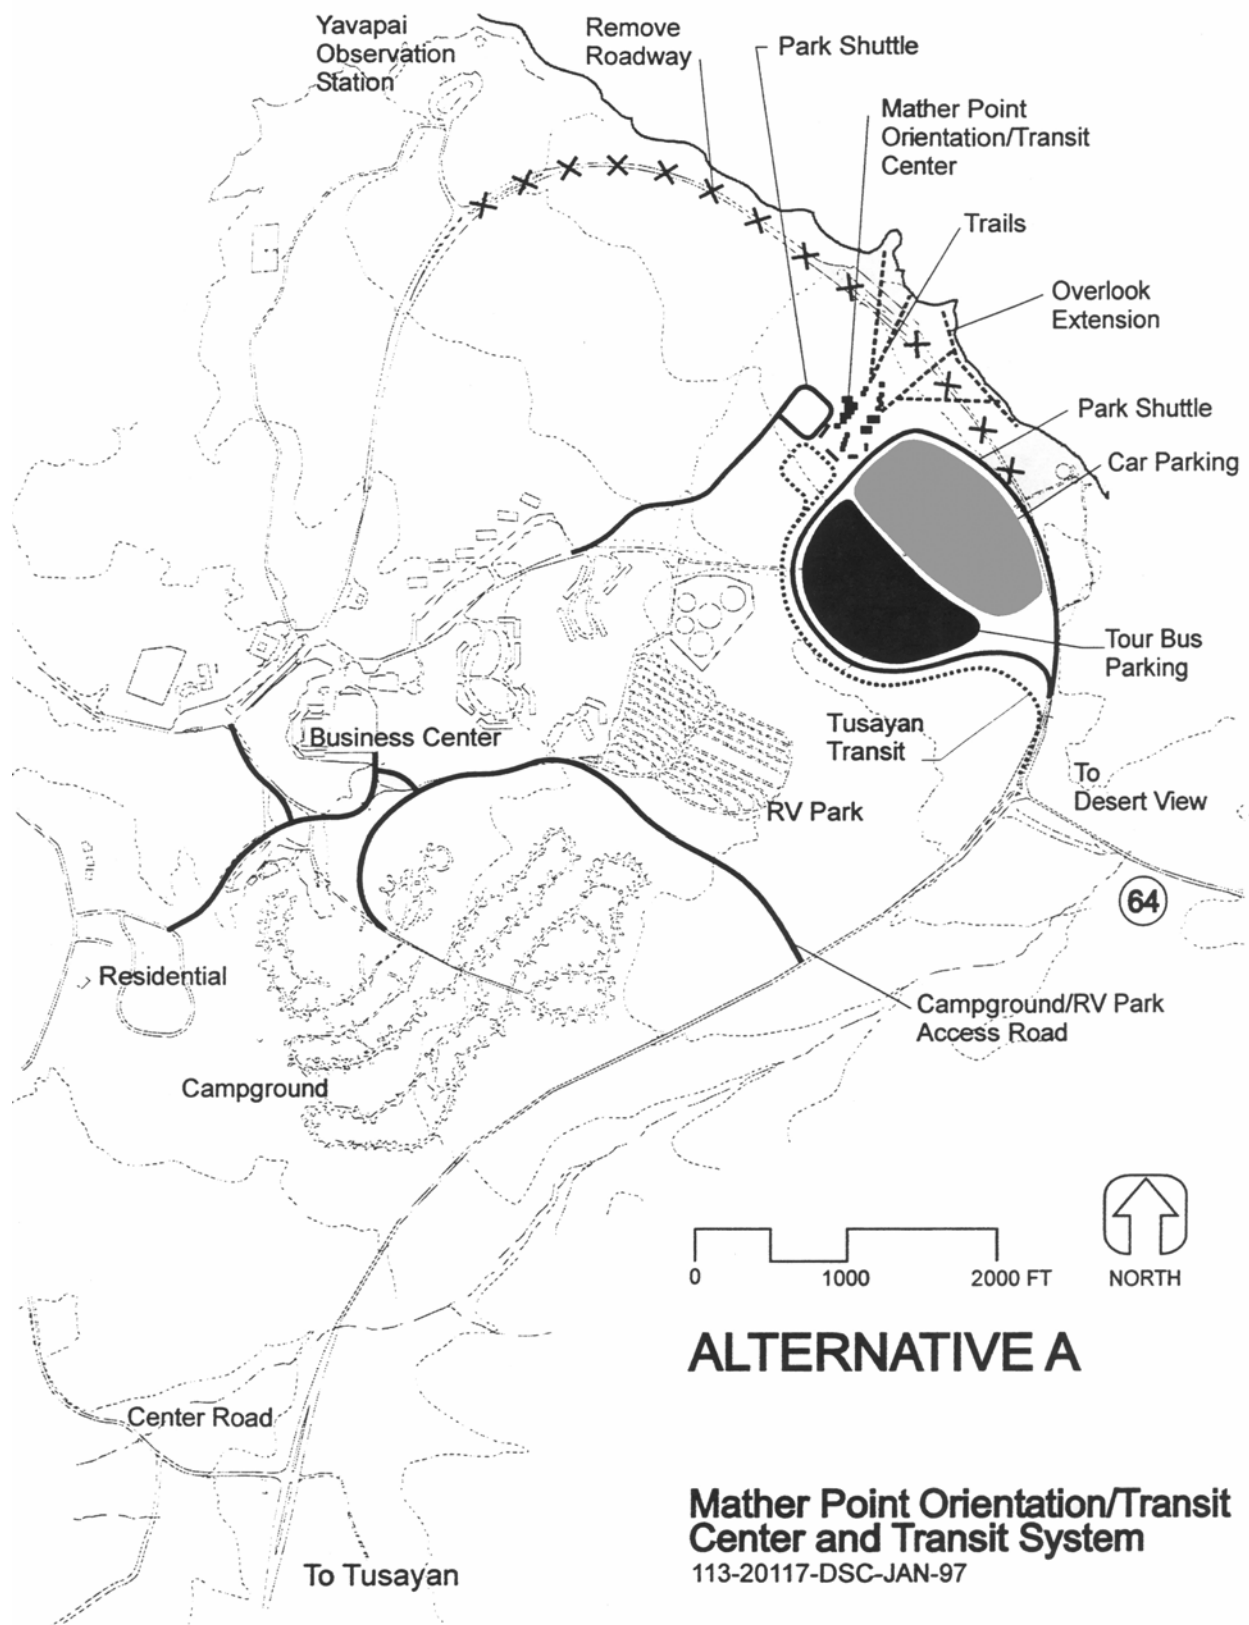 Yavapai
Observation
Station
Remove
Roadway
Park Shuttle
Mather Point
Orientation/Transit
Center
Trails
Overlook
Extension
Park Shuttle
Car Parking
Tour Bus
Parking
Tusayan
Transit
Business Center
To
Desert View
RV Park
64
Residential
Campground/RV Park
Access Road
Campground
0 1000 2000 FT
NORTH
ALTERNATIVE A
Center Road
Mather Point Orientation/Transit
Center and Transit System
113-20117-DSC-JAN-97
To Tusayan